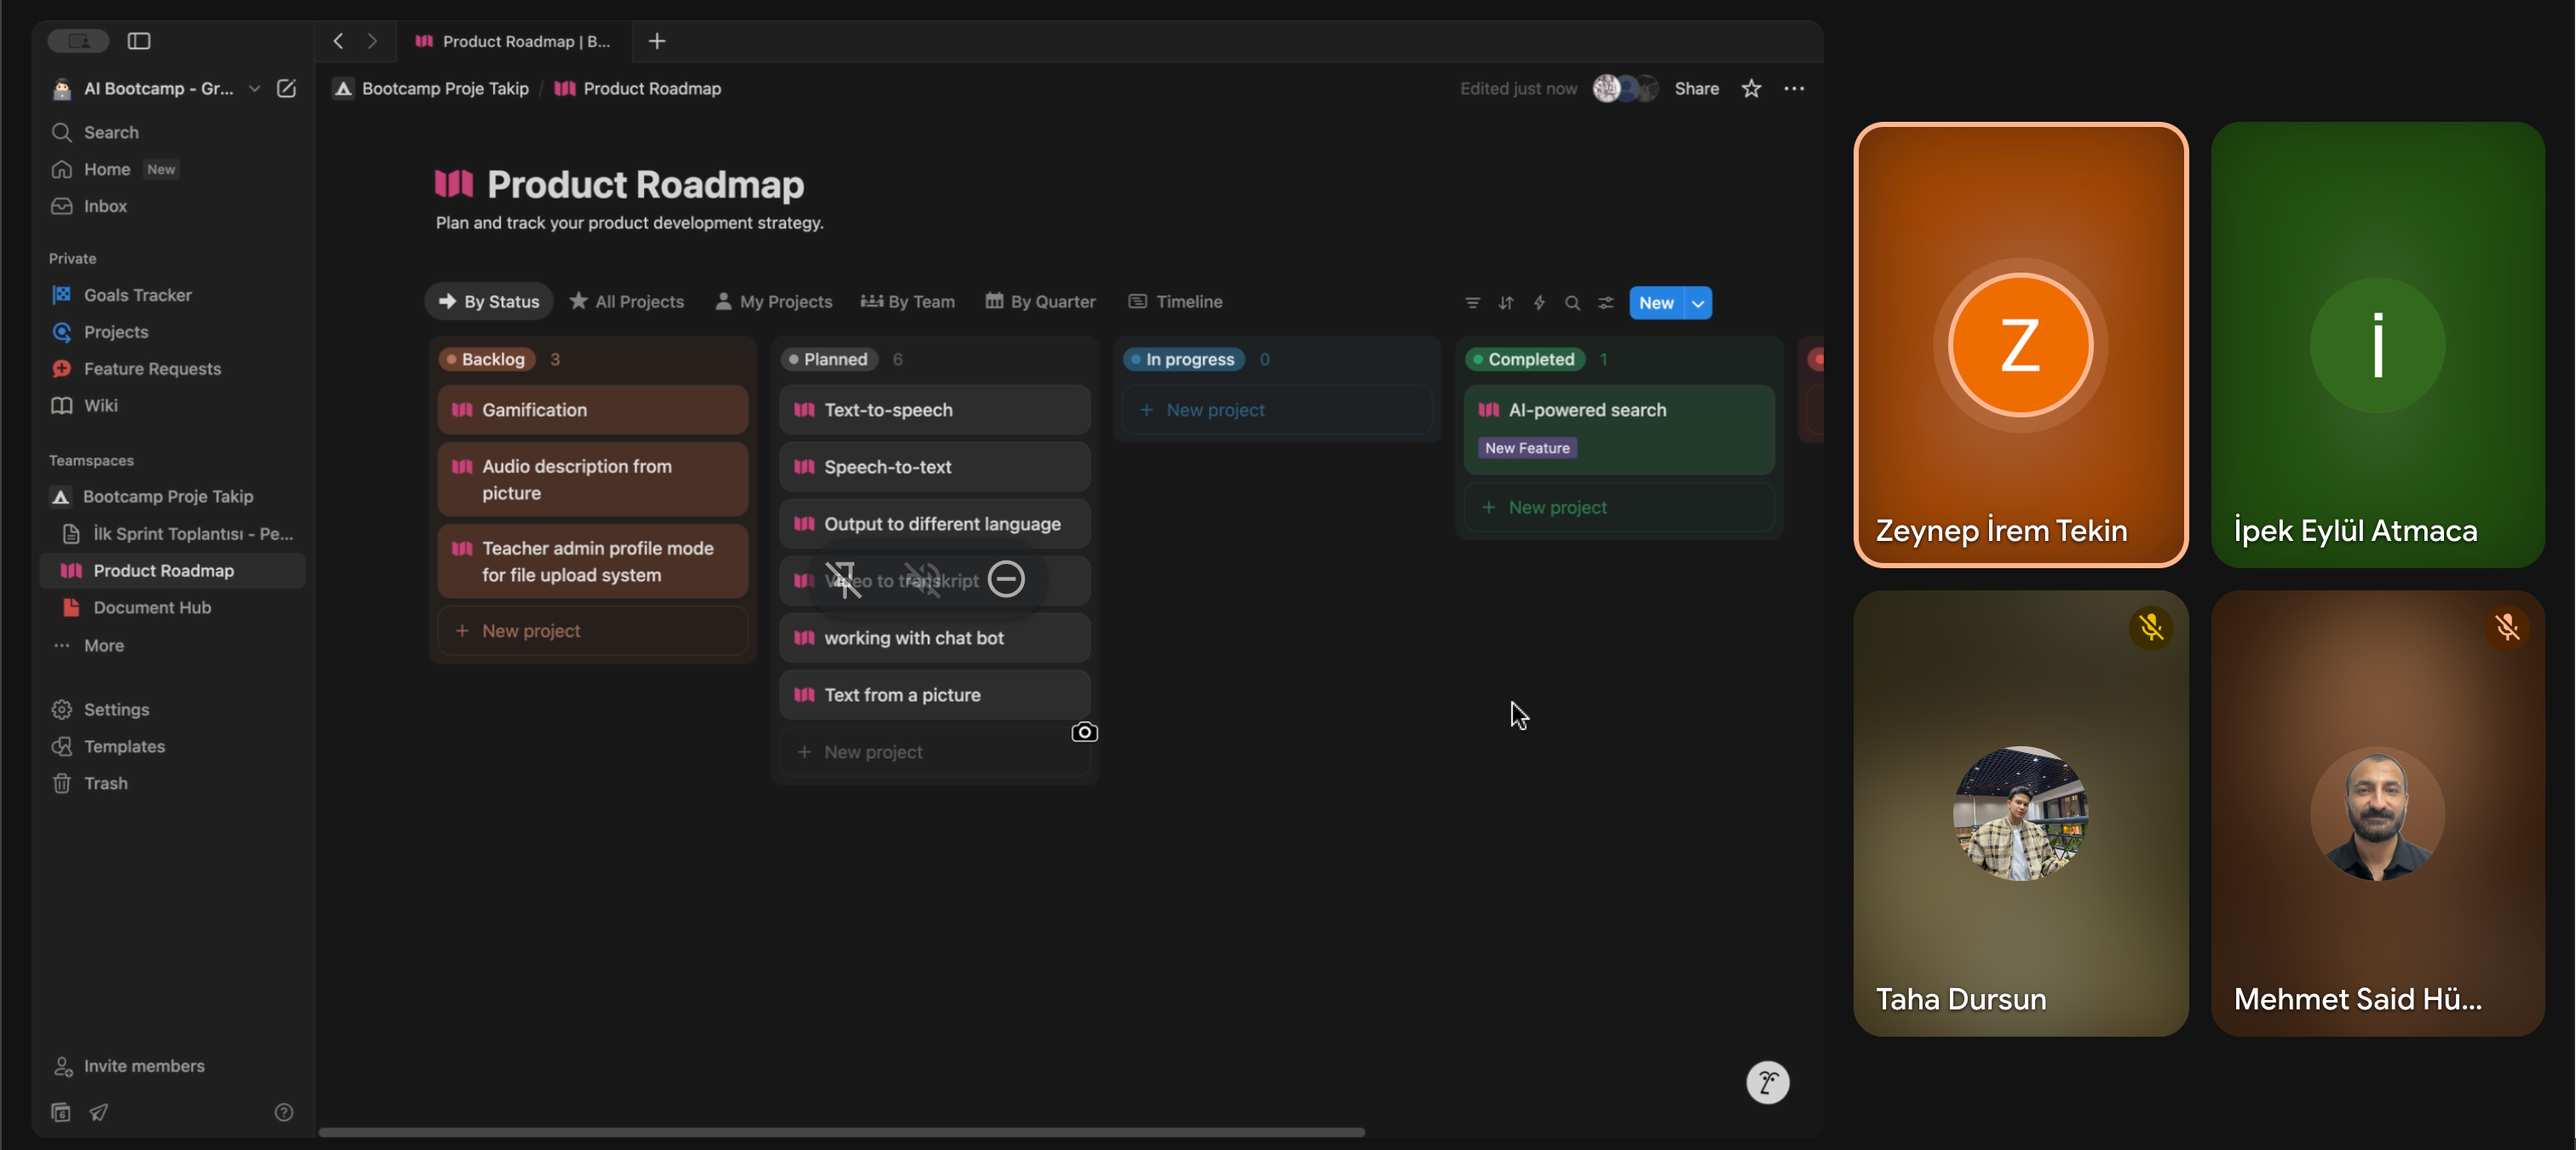 Product Roadmap | B...
AI Bootcamp - Gr...
Search
Home New
Inbox
Private
Goals Tracker
Projects
Feature Requests
Wiki
Teamspaces
Bootcamp Proje Takip
İlk Sprint Toplantısı - Pe...
Product Roadmap
Document Hub
More
Settings
Templates
Trash
Invite members
6
Bootcamp Proje Takip / Product Roadmap
Edited just now
Share
Product Roadmap
Plan and track your product development strategy.
By Status
All Projects
My Projects
By Team
By Quarter
Timeline
New
Backlog 3
Gamification
Audio description from
picture
Teacher admin profile mode
for file upload system
+ New project
Planned 6
Text-to-speech
Speech-to-text
Output to different language
Video to transkript
working with chat bot
Text from a picture
+ New project
In progress 0
+ New project
Completed 1
AI-powered search
New Feature
+ New project
Z
Zeynep İrem Tekin
İ
İpek Eylül Atmaca
Taha Dursun
Mehmet Said Hü...